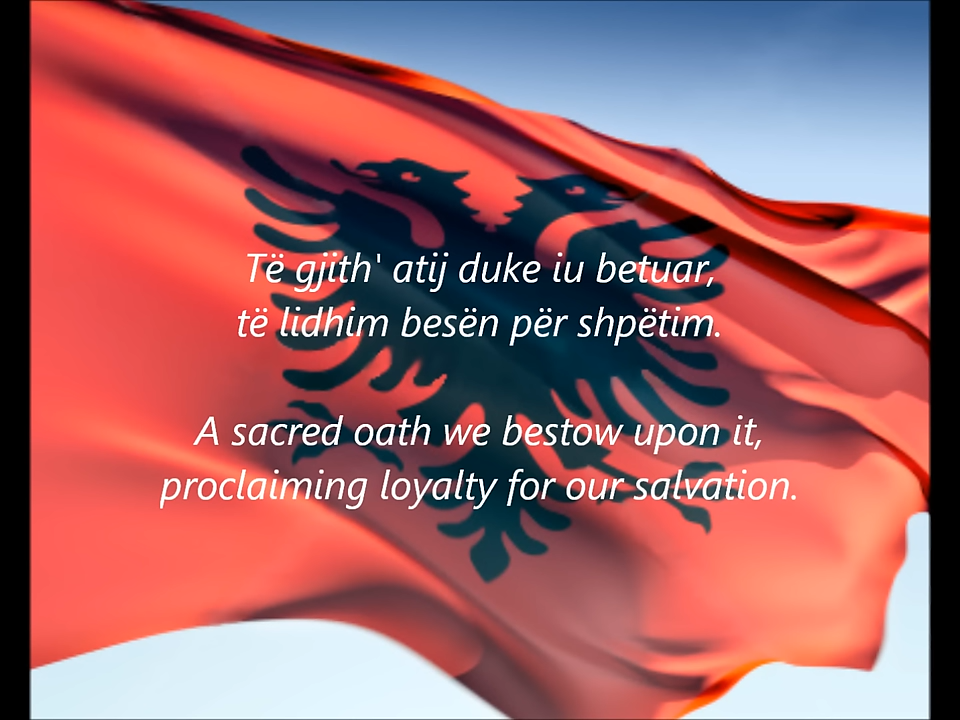 Të gjith' atij duke iu betuar,
të lidhim besën për shpëtim.
A sacred oath we bestow upon it,
proclaiming loyalty for our salvation.